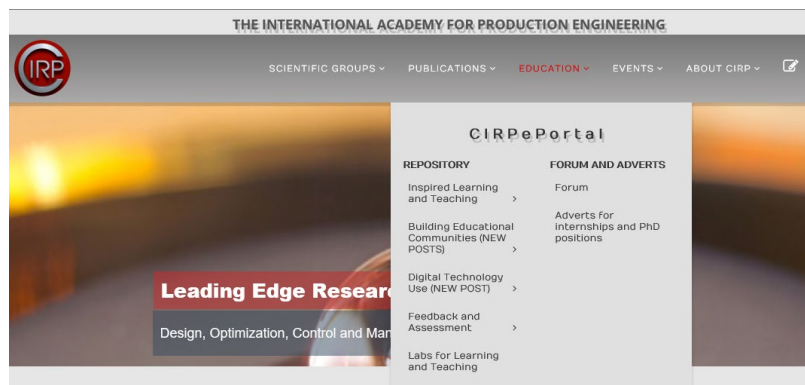 THE INTERNATIONAL ACADEMY FOR PRODUCTION ENGINEERING
CIRP
SCIENTIFIC GROUPS
PUBLICATIONS
EDUCATION
EVENTS
ABOUT CIRP
CIRPePortal
REPOSITORY
Inspired Learning
and Teaching
Building Educational
Communities (NEW
POSTS)
Digital Technology
Use (NEW POST)
Feedback and
Assessment
Labs for Learning
and Teaching
FORUM AND ADVERTS
Forum
Adverts for
internships and PhD
positions
Leading Edge Resear
Design, Optimization, Control and Man